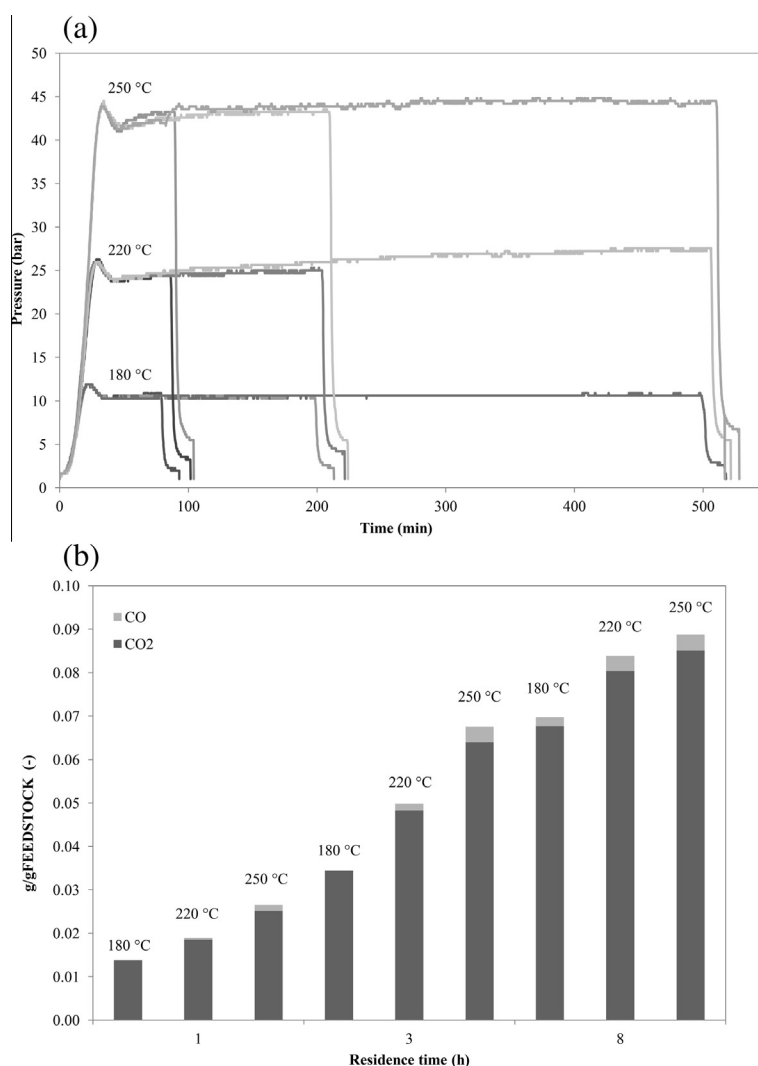 (a)
50
45
40
35
30
25
20
15
10
5
0
Pressure (bar)
250 °C
220 °C
180 °C
0
100
200
300
400
500
Time (min)
(b)
0.10
0.09
0.08
0.07
0.06
0.05
0.04
0.03
0.02
0.01
0.00
g/gFEEDSTOCK (-)
CO
CO2
180 °C
220 °C
250 °C
180 °C
220 °C
250 °C
180 °C
220 °C
250 °C
1
3
8
Residence time (h)